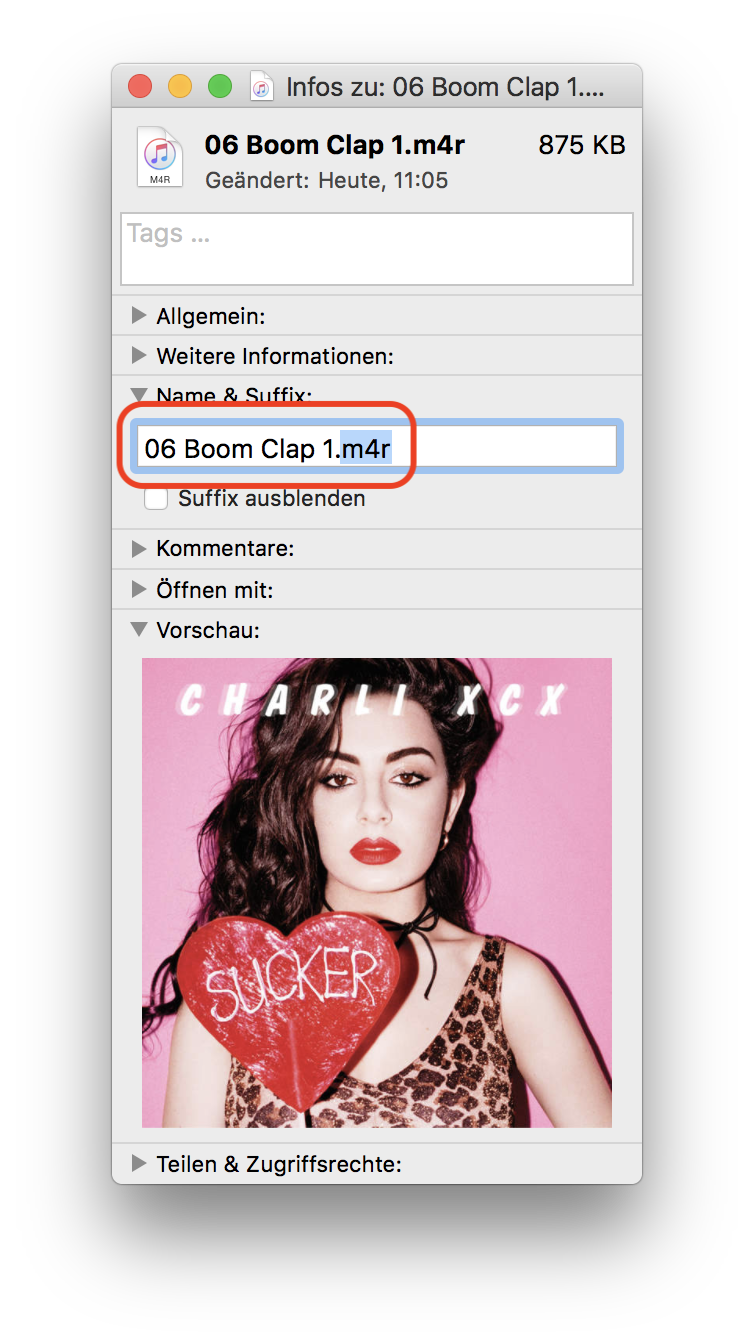 Infos zu: 06 Boom Clap 1....
06 Boom Clap 1.m4r 875 KB
M4R
Geändert: Heute, 11:05
Tags ...
Allgemein:
Weitere Informationen:
Name & Suffix:
06 Boom Clap 1.m4r
Suffix ausblenden
Kommentare:
Öffnen mit:
Vorschau:
CHARLI XCX
SUCKER
Teilen & Zugriffsrechte: